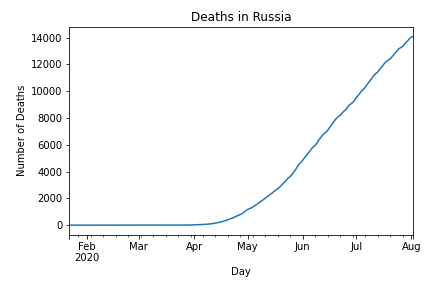 Deaths in Russia
Number of Deaths
14000
12000
10000
8000
6000
4000
2000
0
Feb
2020
Mar
Apr
May
Jun
Jul
Aug
Day